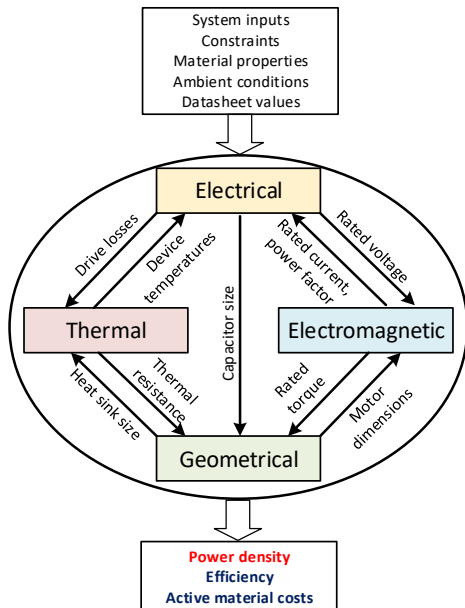 System inputs
Constraints
Material properties
Ambient conditions
Datasheet values
Electrical
Drive losses
Device
temperatures
Capacitor size
Rated current,
power factor
Rated voltage
Thermal
Electromagnetic
Heat sink size
Thermal
resistance
Rated
torque
Motor
dimensions
Geometrical
Power density
Efficiency
Active material costs